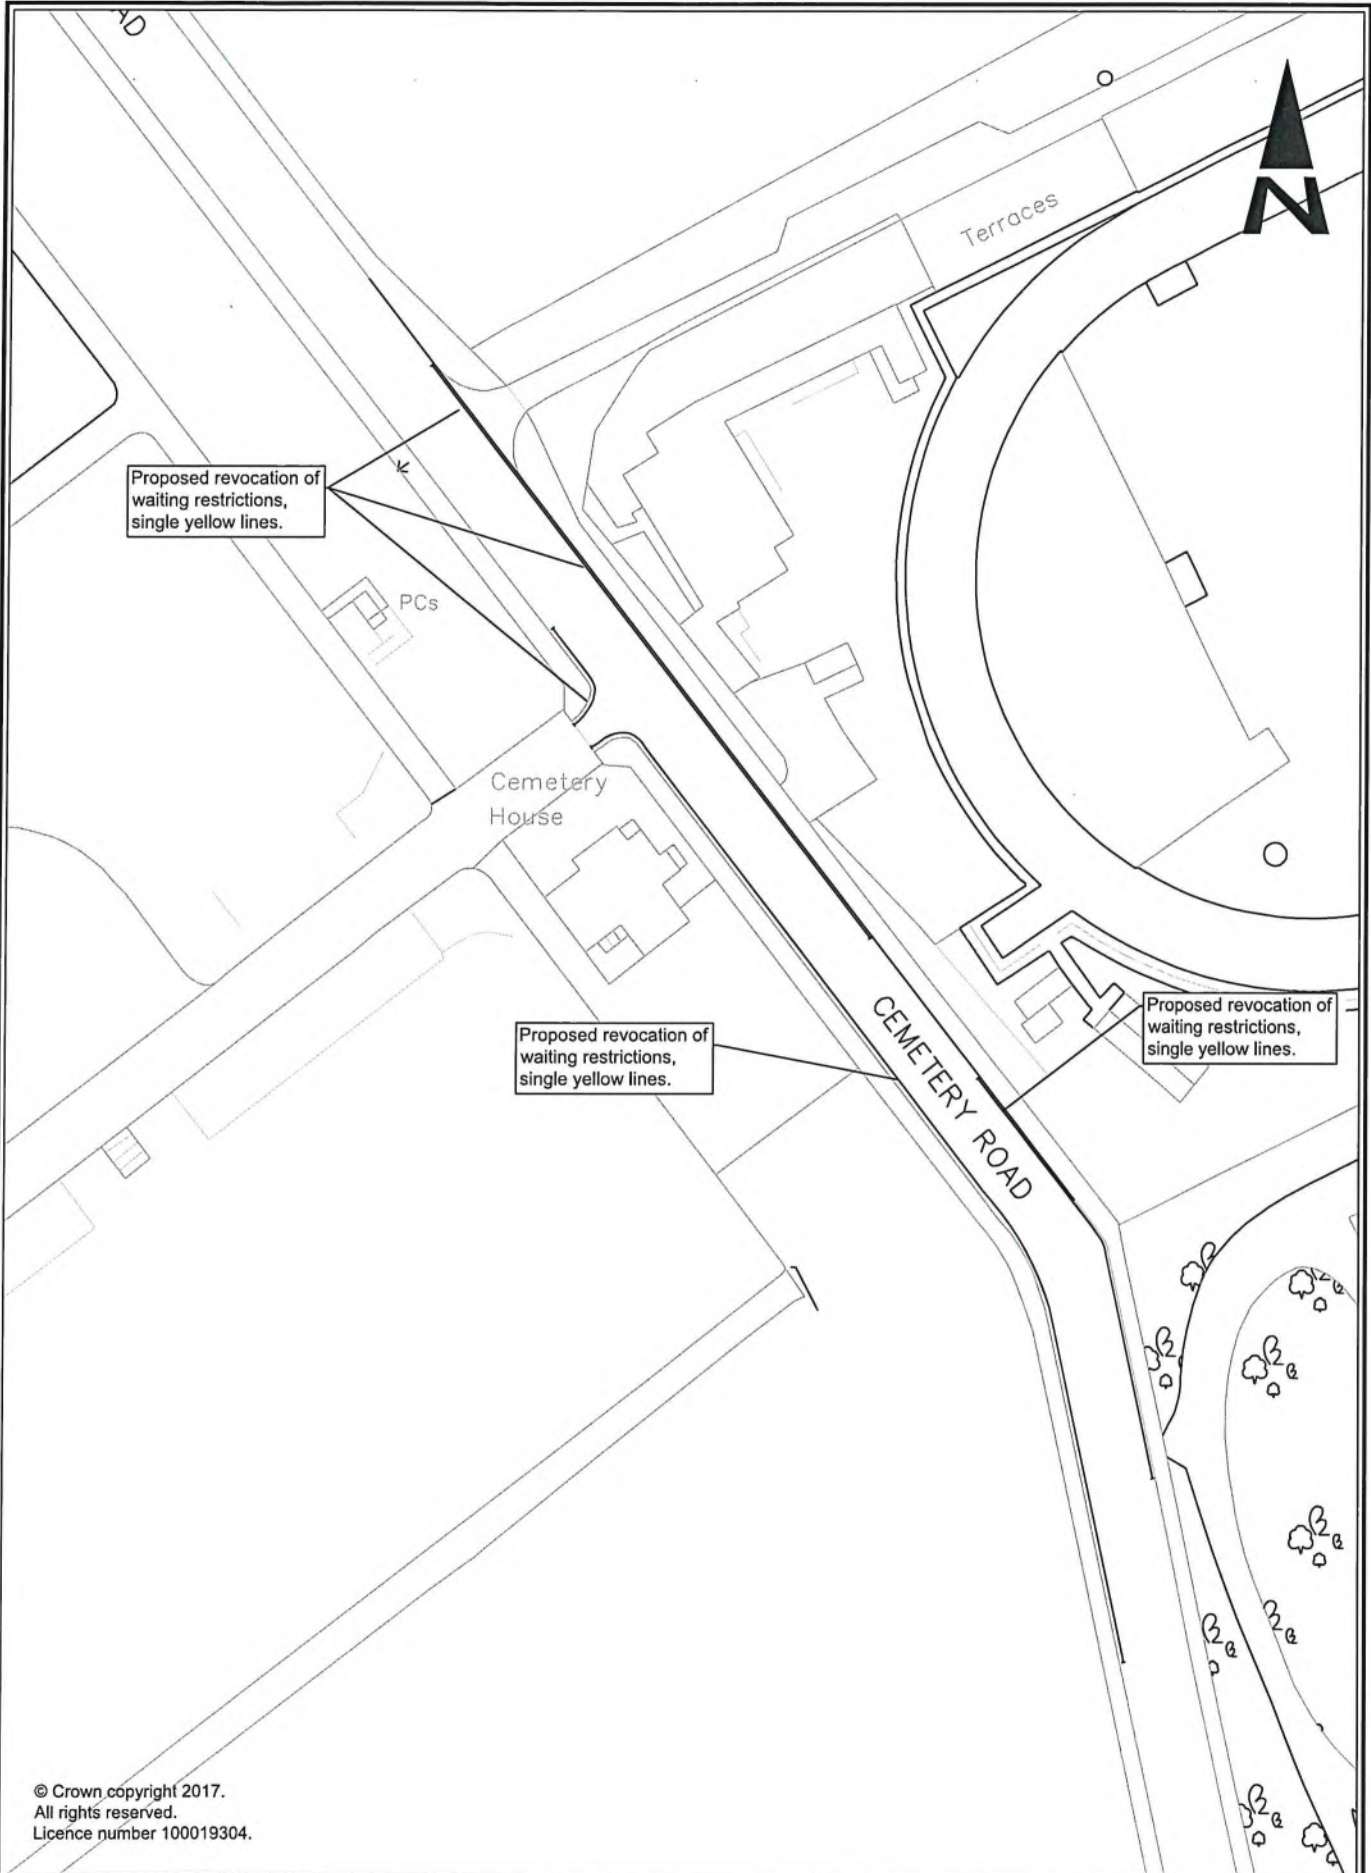 AD
N
Terraces
Proposed revocation of
waiting restrictions,
single yellow lines.
PCs
Cemetery
House
Proposed revocation of
waiting restrictions,
single yellow lines.
Proposed revocation of
waiting restrictions,
single yellow lines.
CEMETERY ROAD
© Crown copyright 2017.
All rights reserved.
Licence number 100019304.